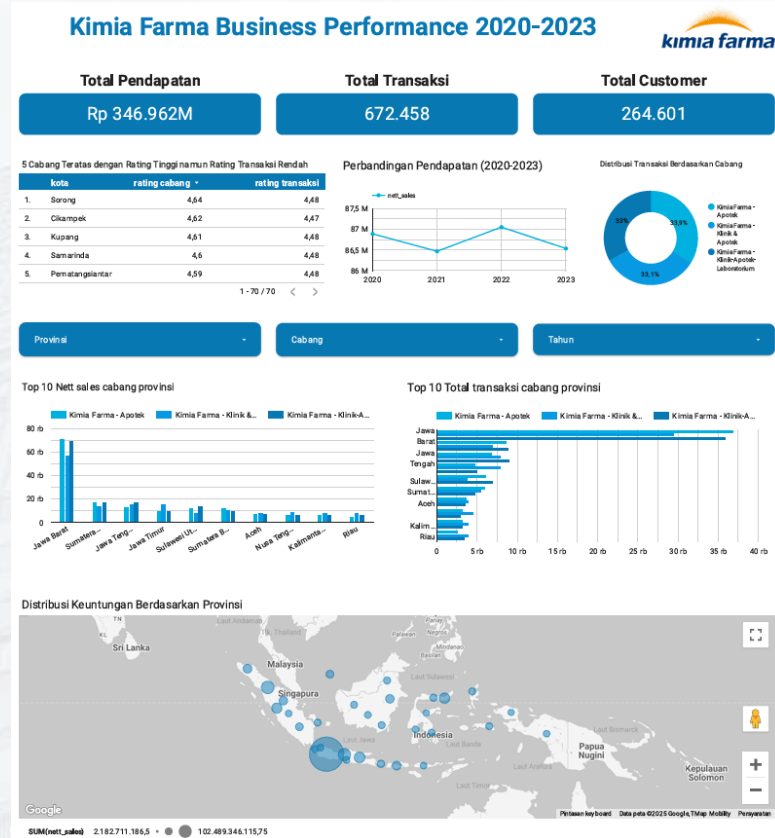 Kimia Farma Business Performance 2020-2023
kimia farma
Total Pendapatan
Rp 346.962M
Total Transaksi
672.458
Total Customer
264.601
5 Cabang Teratas dengan Rating Tingginamun Rating Transaksi Rendah
kota rating cabang rating transaksi
1. Sorong 4,64 4,48
2. Cikampek 4,62 4,47
3. Kupang 4,61 4,48
4. Samarinda 4,6 4,48
5. Pematangsiantar 4,59 4,48
1 - 70 / 70
Perbandingan Pendapatan (2020-2023)
nett_sales
87,5 M
87 M
86,5 M
86 M
2020 2021 2022 2023
Distribusi Transaksi Berdasarkan Cabang
33%
33,9%
33,1%
Kimia Farma -
Apotek
Kimia Farma -
Klinik &
Apotek
Kimia Farma -
Klinik-Apotek-
Laboratorium
Provinsi
Cabang
Tahun
Top 10 Nett sales cabang provinsi
Kimia Farma - Apotek Kimia Farma - Klinik &... Kimia Farma - Klinik-A...
80 rb
60 rb
40 rb
20 rb
0
Jawa Barat Sumatera... Jawa Teng... Jawa Timur Sulawesi Ut... Sumatera B... Aceh Nusa Teng... Kalimanta... Riau
Top 10 Total transaksi cabang provinsi
Kimia Farma - Apotek Kimia Farma - Klinik &... Kimia Farma - Klinik-A...
Jawa
Barat
Jawa
Tengah
Sulaw...
Sumat...
Aceh
Kalim...
Riau
0 5 rb 10 rb 15 rb 20 rb 25 rb 30 rb 35 rb 40 rb
Distribusi Keuntungan Berdasarkan Provinsi
TN
KL
Sri Lanka
Laut Andaman
Tlk. Thailand
Palawan
Panay
Negros
Mindanao
Basilan
Malaysia
Laut Sulawesi
Singapura
Indonesia
Laut Jawa
Laut Banda
Laut Arafura
Laut Timor
Laut Bismarck
Papua
Nugini
Kepulauan
Solomon
Google
Pintasan keyboard Data peta ©2025 Google, TMap Mobility Persyaratan
SUM(nett_sales) 2.182.711.186,5 102.489.346.115,75